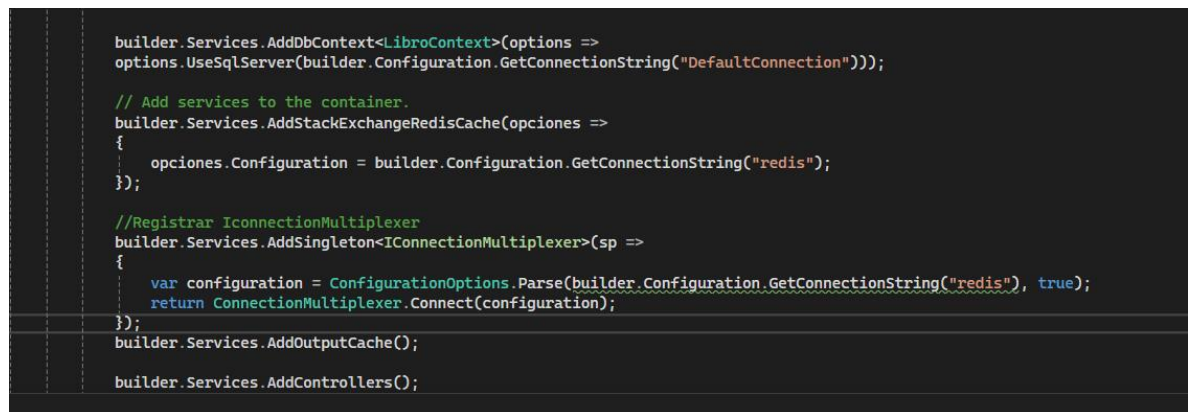 builder.Services.AddDbContext<LibroContext>(options =>
options.UseSqlServer(builder.Configuration.GetConnectionString("DefaultConnection")));
// Add services to the container.
builder.Services.AddStackExchangeRedisCache(opciones =>
{
opciones.Configuration = builder.Configuration.GetConnectionString("redis");
});
//Registrar IconnectionMultiplexer
builder.Services.AddSingleton<IConnectionMultiplexer>(sp =>
{
var configuration = ConfigurationOptions.Parse(builder.Configuration.GetConnectionString("redis"), true);
return ConnectionMultiplexer.Connect(configuration);
});
builder.Services.AddOutputCache();
builder.Services.AddControllers();